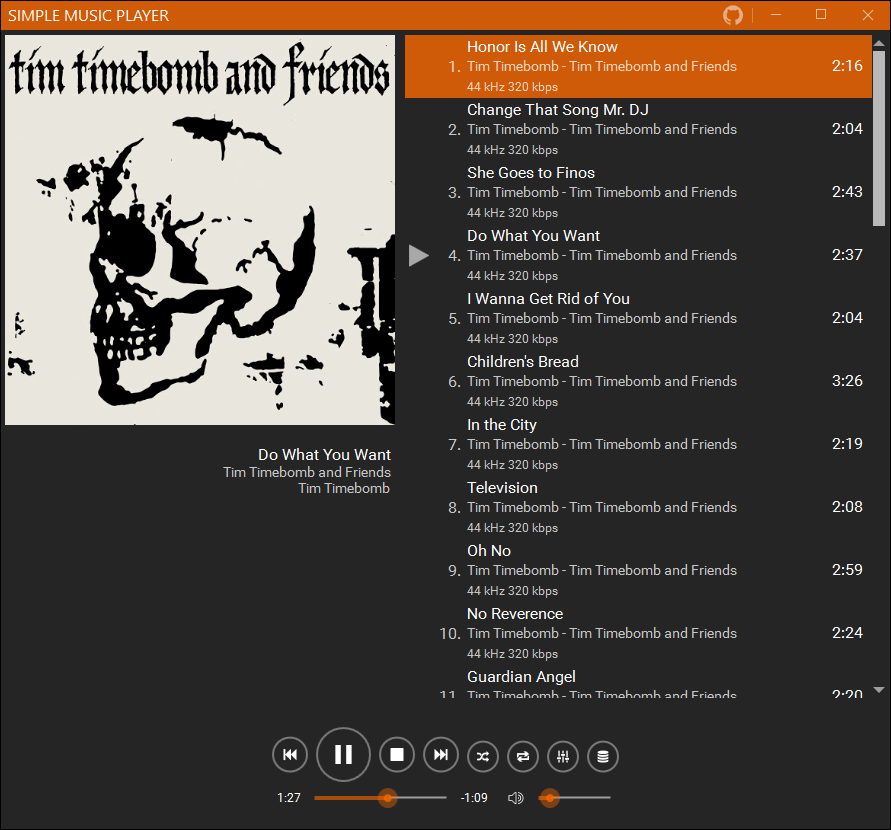 SIMPLE MUSIC PLAYER
tim timebomb and friends
Do What You Want
Tim Timebomb and Friends
Tim Timebomb
Honor Is All We Know
1. Tim Timebomb - Tim Timebomb and Friends 2:16
44 kHz 320 kbps
Change That Song Mr. DJ
2. Tim Timebomb - Tim Timebomb and Friends 2:04
44 kHz 320 kbps
She Goes to Finos
3. Tim Timebomb - Tim Timebomb and Friends 2:43
44 kHz 320 kbps
Do What You Want
4. Tim Timebomb - Tim Timebomb and Friends 2:37
44 kHz 320 kbps
I Wanna Get Rid of You
5. Tim Timebomb - Tim Timebomb and Friends 2:04
44 kHz 320 kbps
Children's Bread
6. Tim Timebomb - Tim Timebomb and Friends 3:26
44 kHz 320 kbps
In the City
7. Tim Timebomb - Tim Timebomb and Friends 2:19
44 kHz 320 kbps
Television
8. Tim Timebomb - Tim Timebomb and Friends 2:08
44 kHz 320 kbps
Oh No
9. Tim Timebomb - Tim Timebomb and Friends 2:59
44 kHz 320 kbps
No Reverence
10. Tim Timebomb - Tim Timebomb and Friends 2:24
44 kHz 320 kbps
Guardian Angel
11. Tim Timebomb - Tim Timebomb and Friends 2:20
1:27 -1:09